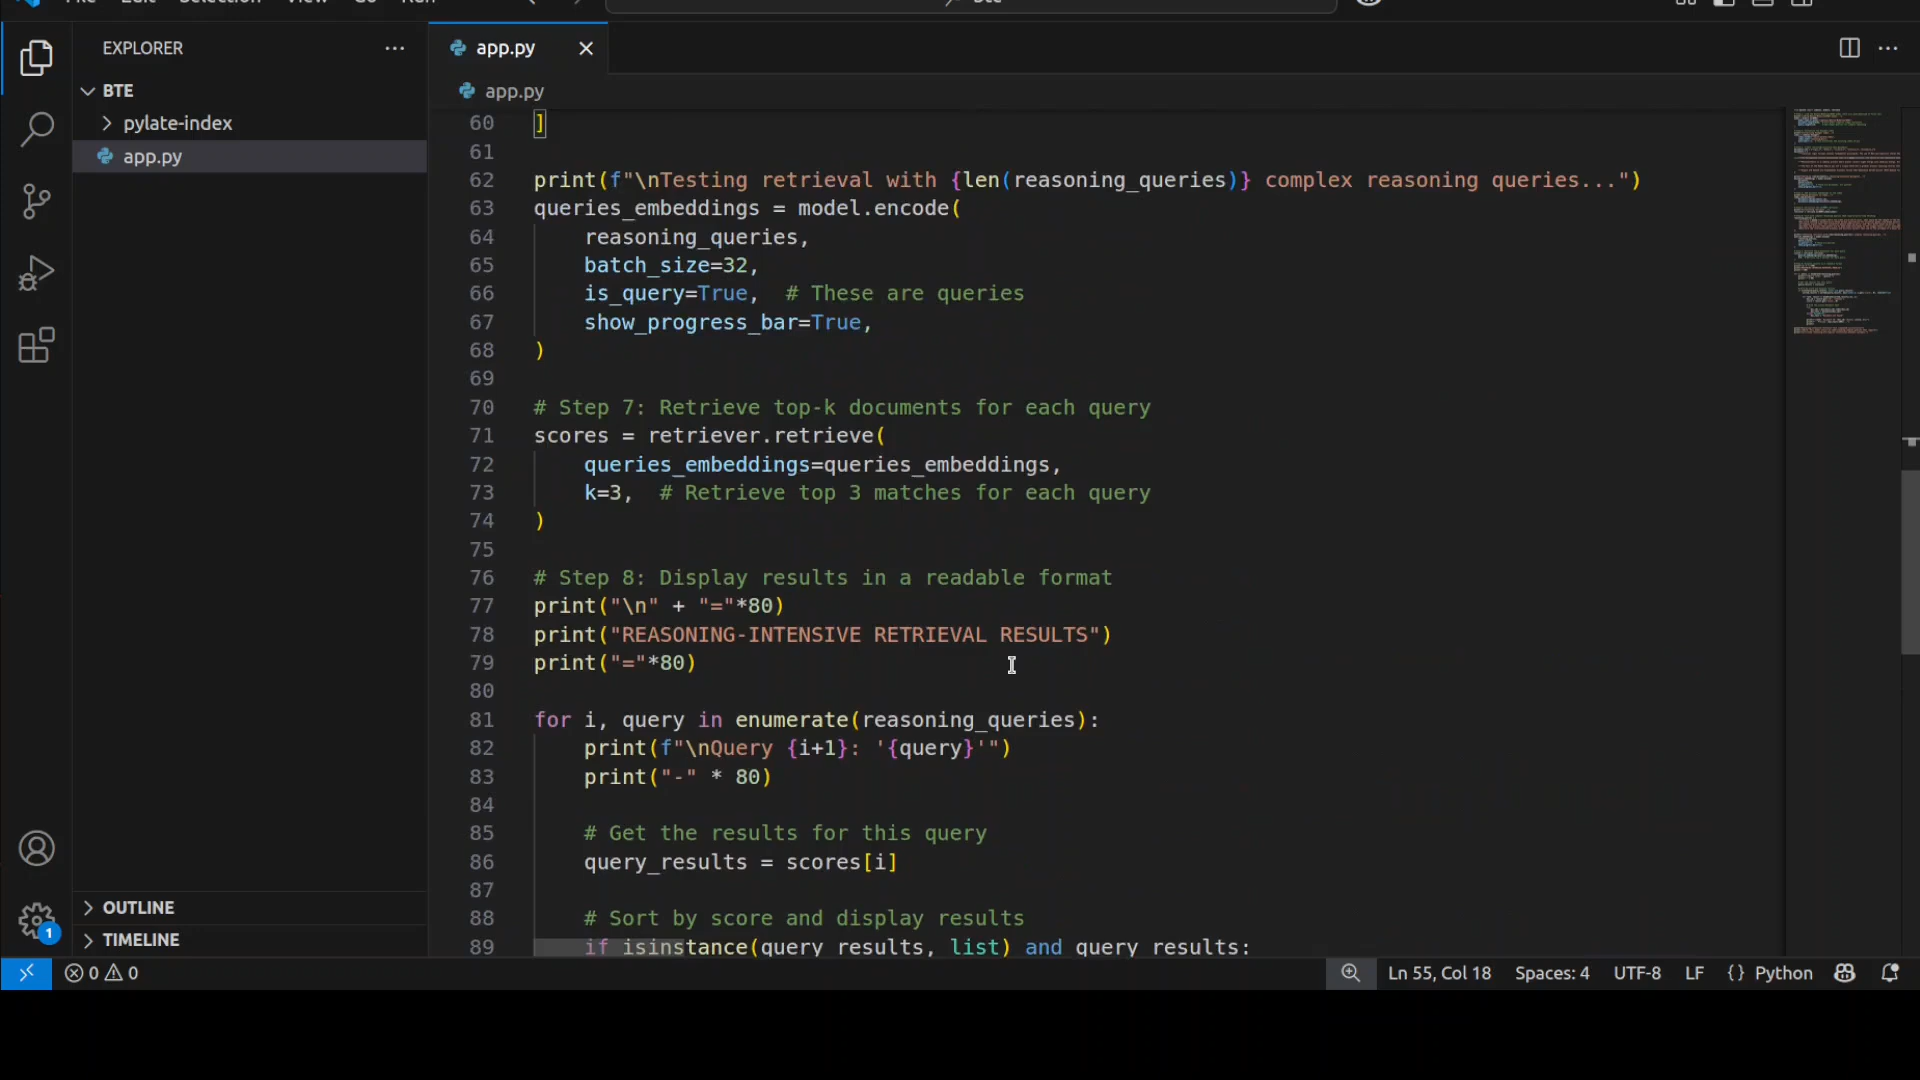 EXPLORER
app.py
BTE
app.py
pylate-index
app.py
60 ]
61
62 print(f"\nTesting retrieval with {len(reasoning_queries)} complex reasoning queries...")
63 queries_embeddings = model.encode(
64 reasoning_queries,
65 batch_size=32,
66 is_query=True,  # These are queries
67 show_progress_bar=True,
68 )
69
70 # Step 7: Retrieve top-k documents for each query
71 scores = retriever.retrieve(
72 queries_embeddings=queries_embeddings,
73 k=3,  # Retrieve top 3 matches for each query
74 )
75
76 # Step 8: Display results in a readable format
77 print("\n" + "="*80)
78 print("REASONING-INTENSIVE RETRIEVAL RESULTS")
79 print("="*80)
80
81 for i, query in enumerate(reasoning_queries):
82 print(f"\nQuery {i+1}: '{query}'")
83 print("-" * 80)
84
85 # Get the results for this query
86 query_results = scores[i]
87
88 # Sort by score and display results
89 if isinstance(query_results, list) and query_results:
OUTLINE
TIMELINE
1
0 0
Ln 55, Col 18
Spaces: 4
UTF-8
LF
{} Python